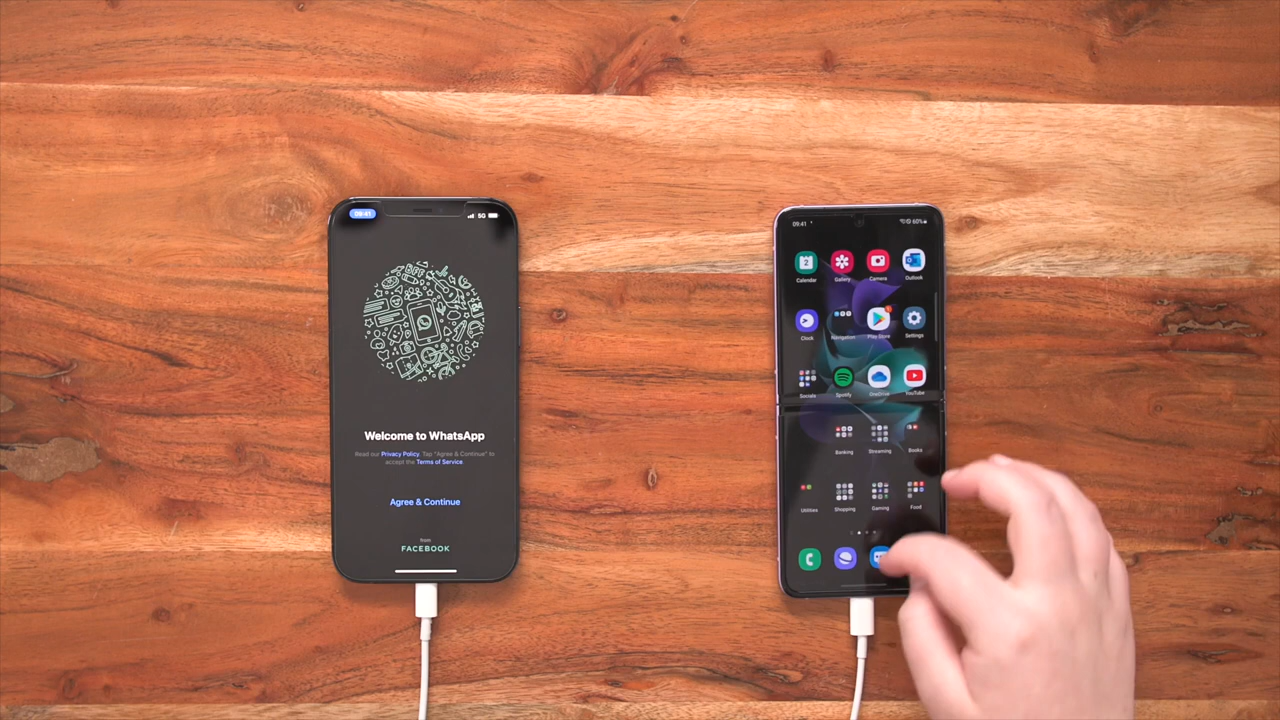 09:41
5G
Welcome to WhatsApp
Read our Privacy Policy. Tap "Agree & Continue" to
accept the Terms of Service.
Agree & Continue
from
FACEBOOK
09:41
60%
2
Calendar
Gallery
Camera
Outlook
Clock
Navigation
Play Store
Settings
Socials
Spotify
OneDrive
YouTube
Banking
Streaming
Books
Utilities
Shopping
Gaming
Food